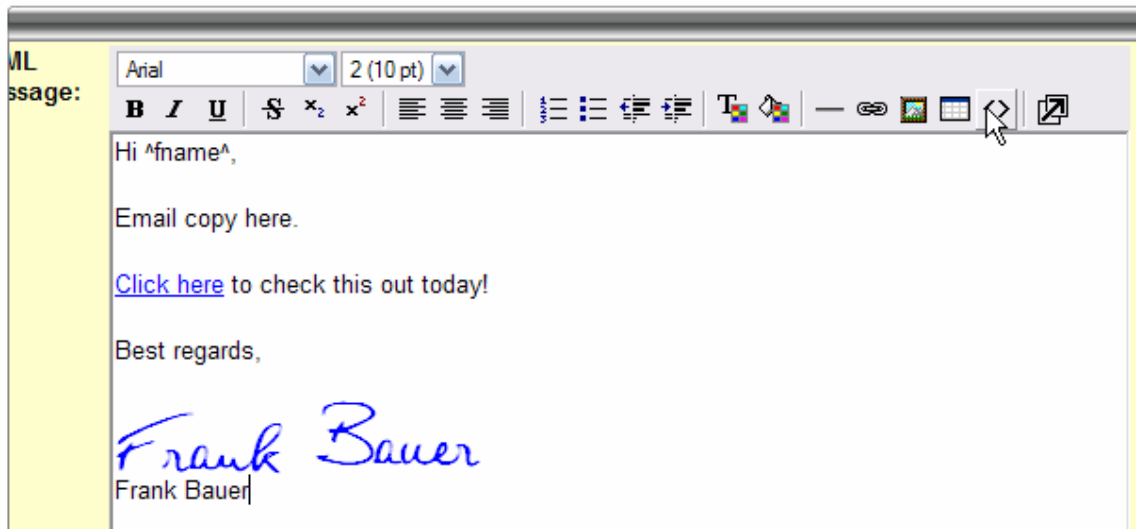 ML
ssage:
Arial 2 (10 pt)
B I U S x₂ x² T
Hi ^fname^,
Email copy here.
Click here to check this out today!
Best regards,
Frank Bauer
Frank Bauer